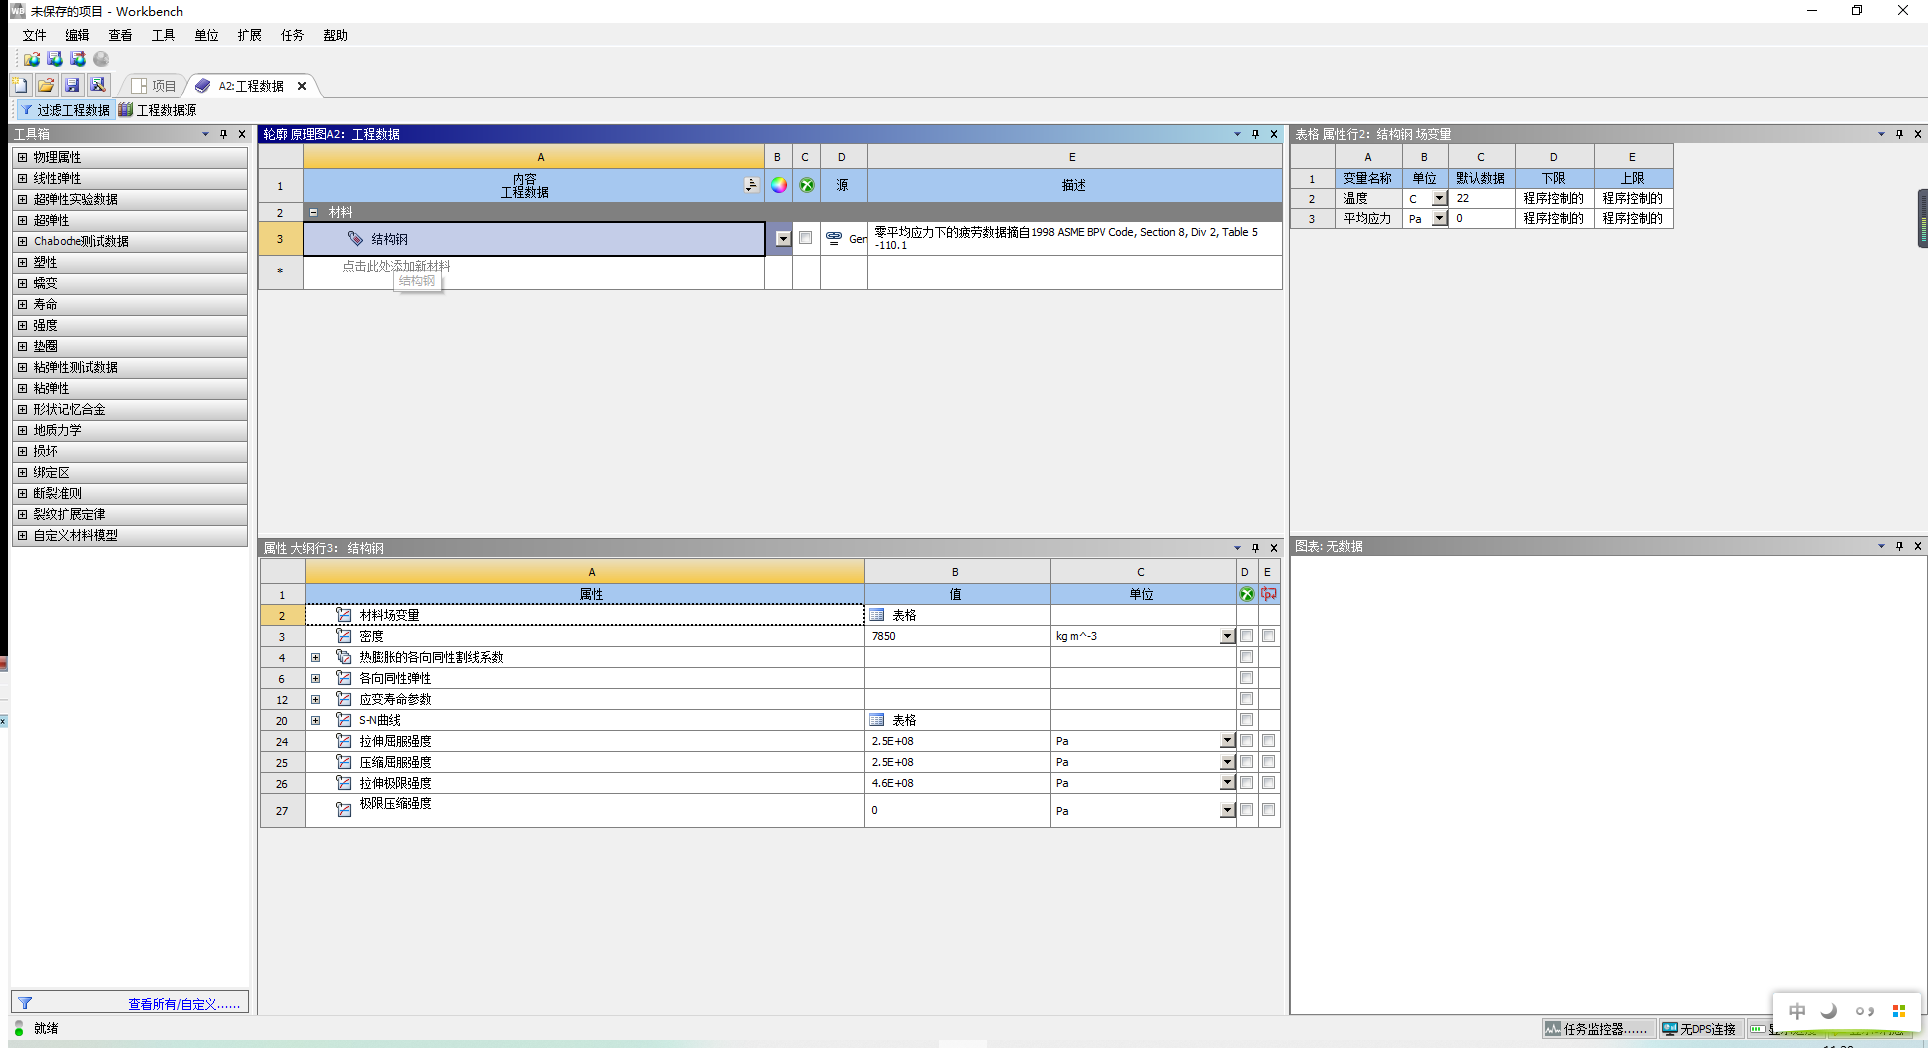 未保存的项目 - Workbench
文件 编辑 查看 工具 单位 扩展 任务 帮助
项目 A2:工程数据
过滤工程数据 工程数据源
工具箱
物理属性
线性弹性
超弹性实验数据
超弹性
Chaboche测试数据
塑性
蠕变
寿命
强度
垫圈
粘弹性测试数据
粘弹性
形状记忆合金
地质力学
损坏
绑定区
断裂准则
裂纹扩展定律
自定义材料模型
查看所有/自定义......
轮廓 原理图A2：工程数据
A B C D E
1 内容 源 描述
工程数据
2 材料
3 结构钢 Ger 零平均应力下的疲劳数据摘自1998 ASME BPV Code, Section 8, Div 2, Table 5
-110.1
* 点击此处添加新材料
结构钢
属性 大纲行3：结构钢
A B C D E
1 属性 值 单位
2 材料场变量 表格
3 密度 7850 kg m^-3
4 热膨胀的各向同性割线系数
6 各向同性弹性
12 应变寿命参数
20 S-N曲线 表格
24 拉伸屈服强度 2.5E+08 Pa
25 压缩屈服强度 2.5E+08 Pa
26 拉伸极限强度 4.6E+08 Pa
27 极限压缩强度 0 Pa
表格 属性行2：结构钢 场变量
A B C D E
1 变量名称 单位 默认数据 下限 上限
2 温度 C 22 程序控制的 程序控制的
3 平均应力 Pa 0 程序控制的 程序控制的
图表: 无数据
中
就绪 任务监控器...... 无DPS连接